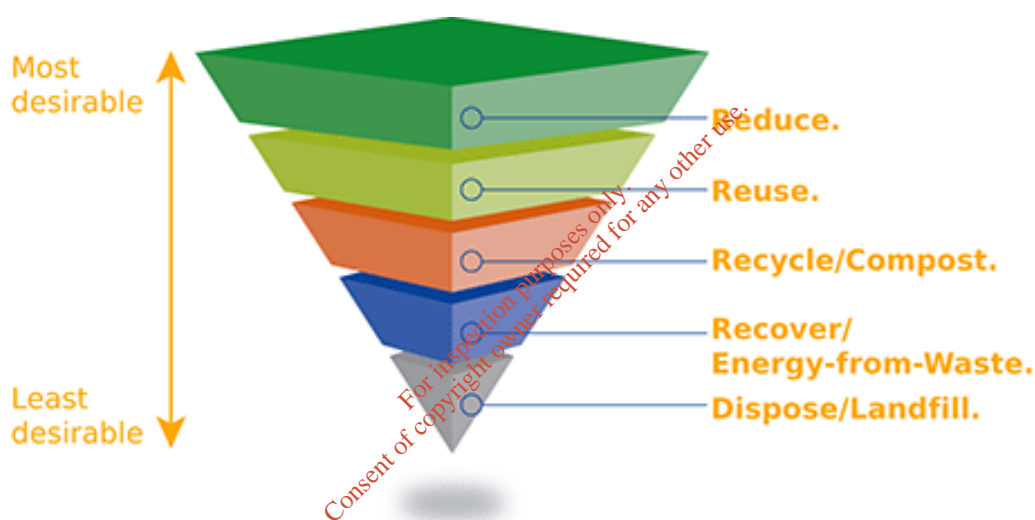 Most
desirable
Reduce.
Reuse.
Recycle/Compost.
Recover/
Energy-from-Waste.
Dispose/Landfill.
Least
desirable
For inspection purposes only.
Consent of copyright owner required for any other use.